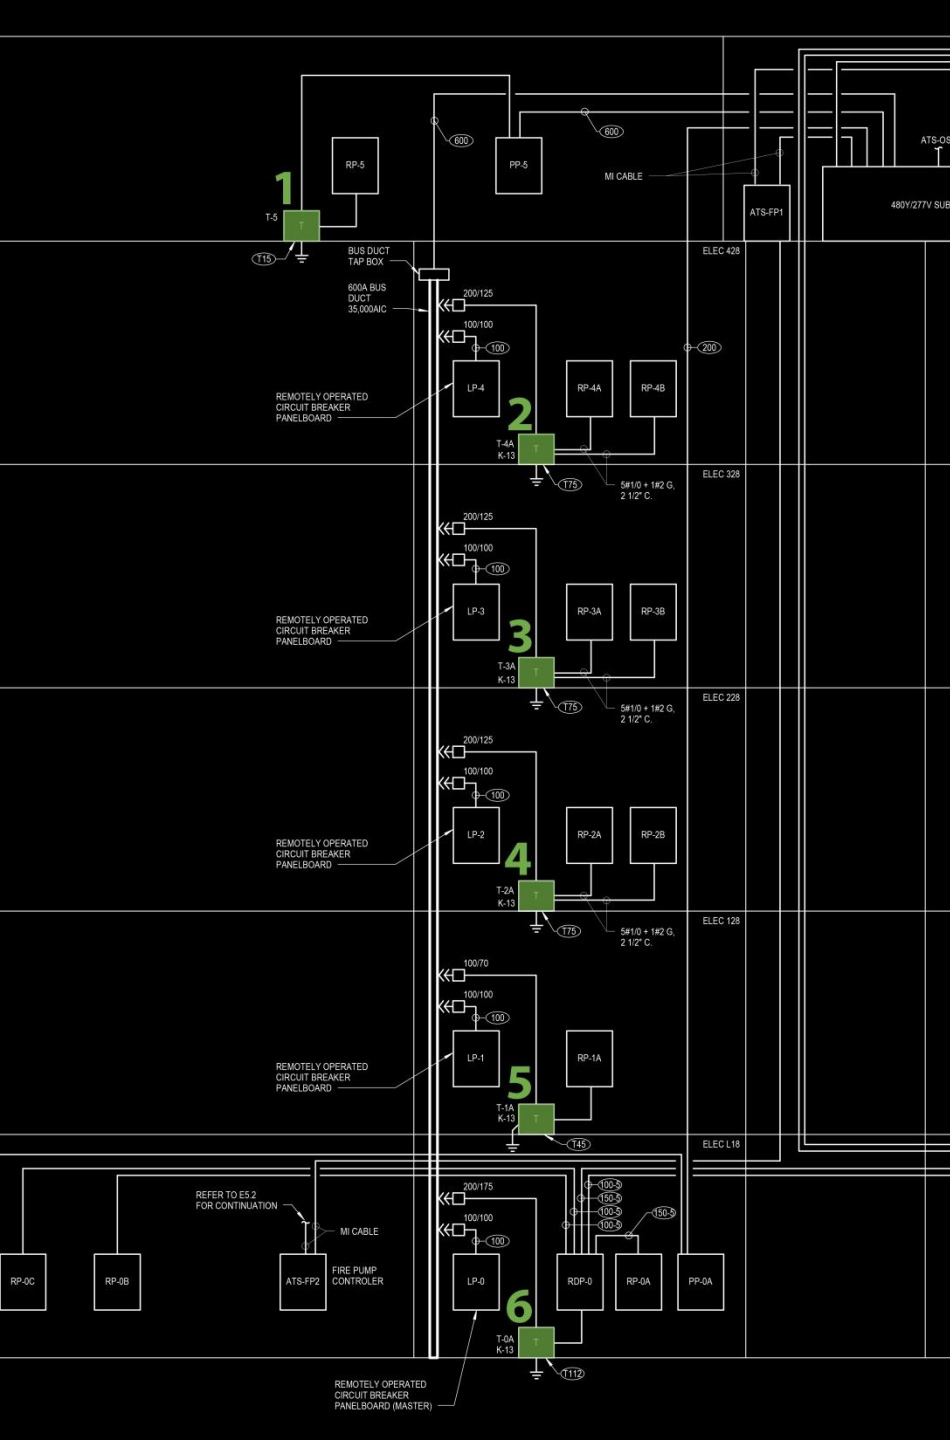 ATS-OS
600
600
RP-5
PP-5
MI CABLE
1
T-5
T
ATS-FP1
480Y/277V SUB
T15
BUS DUCT
TAP BOX
ELEC 428
600A BUS
DUCT
35,000AIC
200/125
100/100
100
200
LP-4
RP-4A
RP-4B
REMOTELY OPERATED
CIRCUIT BREAKER
PANELBOARD
2
T-4A
K-13
T
ELEC 328
T75
5#1/0 + 1#2 G,
2 1/2" C.
200/125
100/100
100
LP-3
RP-3A
RP-3B
REMOTELY OPERATED
CIRCUIT BREAKER
PANELBOARD
3
T-3A
K-13
T
ELEC 228
T75
5#1/0 + 1#2 G,
2 1/2" C.
200/125
100/100
100
LP-2
RP-2A
RP-2B
REMOTELY OPERATED
CIRCUIT BREAKER
PANELBOARD
4
T-2A
K-13
T
ELEC 128
T75
5#1/0 + 1#2 G,
2 1/2" C.
100/70
100/100
100
LP-1
RP-1A
REMOTELY OPERATED
CIRCUIT BREAKER
PANELBOARD
5
T-1A
K-13
T
T45
ELEC L18
200/175
100-5
150-5
100-5
100-5
150-5
REFER TO E5.2
FOR CONTINUATION
100/100
MI CABLE
100
RP-0C
RP-0B
ATS-FP2
FIRE PUMP
CONTROLER
LP-0
RDP-0
RP-0A
PP-0A
6
T-0A
K-13
T
T112
REMOTELY OPERATED
CIRCUIT BREAKER
PANELBOARD (MASTER)